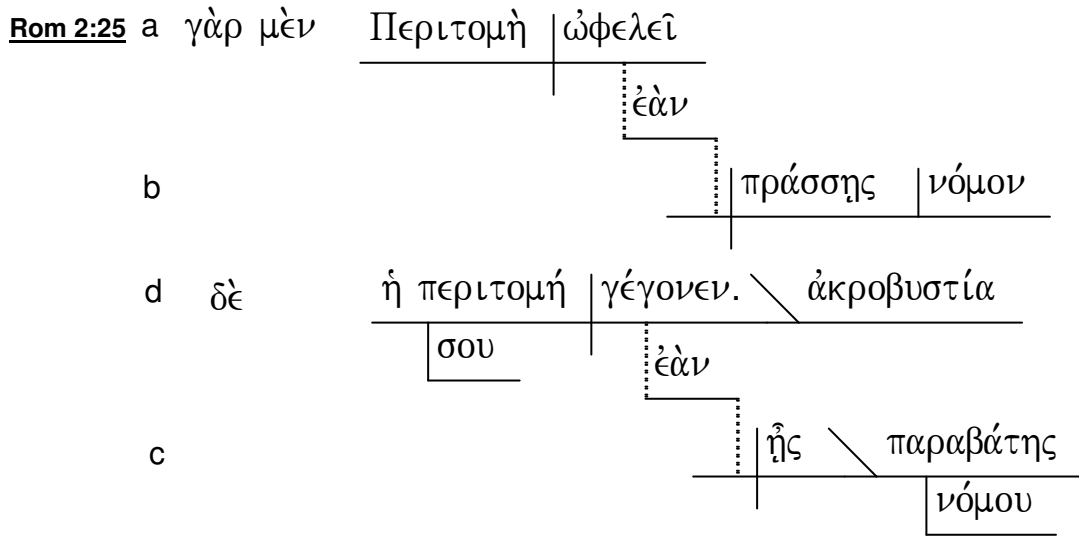 Rom 2:25 a γὰρ μὲν Περιτομὴ ὠφελεῖ
ἐὰν
b πράσσῃς νόμον
d δὲ ἡ περιτομή γέγονεν. ἀκροβυστία
σου
ἐὰν
c ᾖς παραβάτης
νόμου